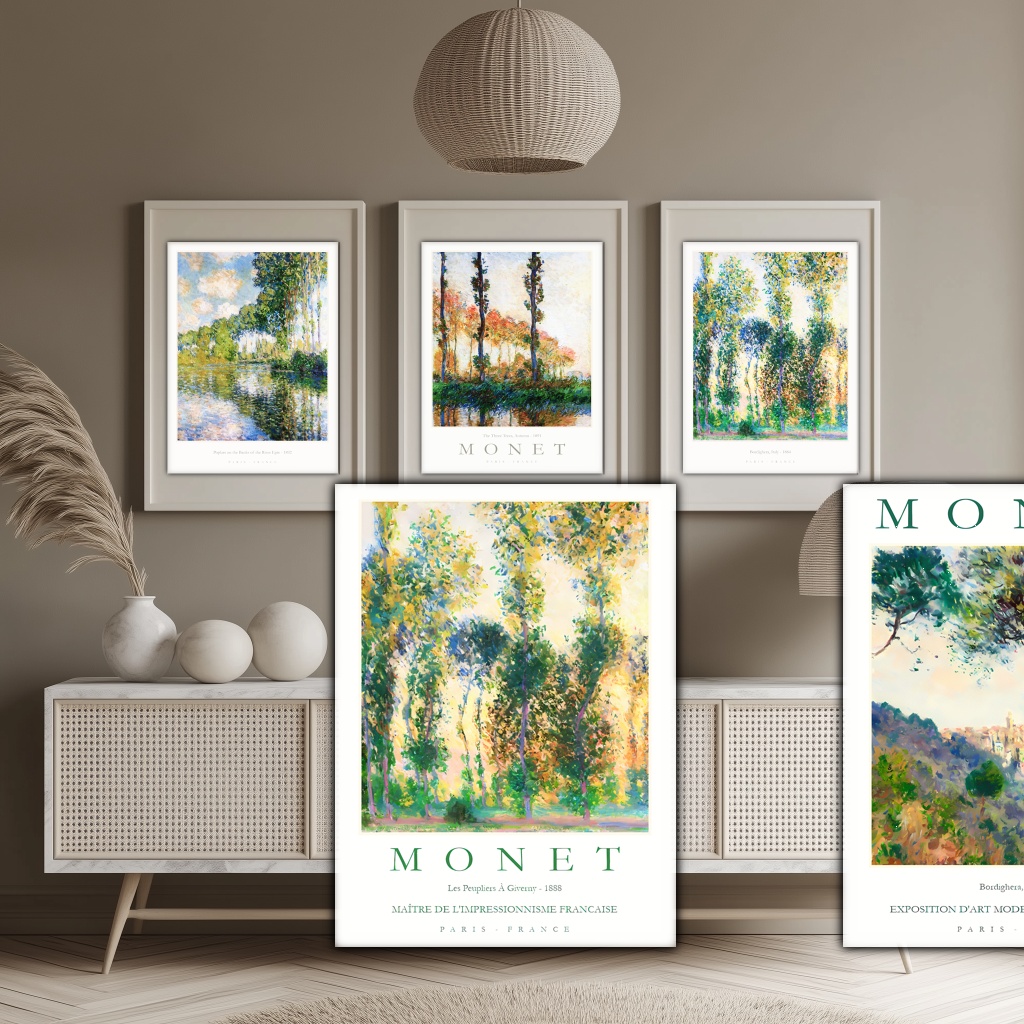 MONET
Les Peupliers À Giverny - 1888
MAÎTRE DE L'IMPRESSIONNISME FRANCAISE
PARIS · FRANCE
MON
Bordighera,
EXPOSITION D'ART MODE
PARIS ·
MONET